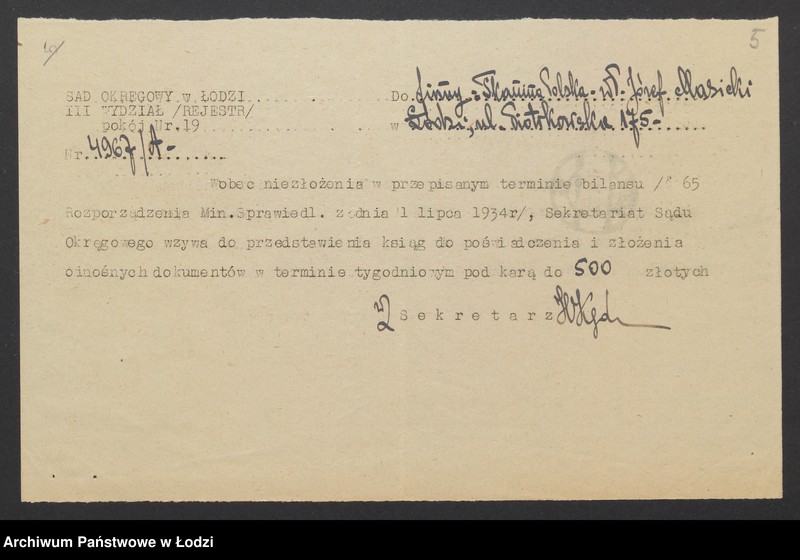 5
SĄD OKRĘGOWY w ŁODZI Do firmy "Tkanina Polska" wł. Józef Masicki
III WYDZIAŁ /REJESTR/
pokój Nr.19 w Łodzi, ul. Piotrkowska 175-
Nr. 4967/A-
Wobec niezłożenia w przepisanym terminie bilansu /§ 65
Rozporządzenia Min.Sprawiedl. z dnia 1 lipca 1934r/, Sekretariat Sądu
Okręgowego wzywa do przedstawienia ksiąg do poświadczenia i złożenia
odnośnych dokumentów w terminie tygodniowym pod karą do 500 złotych
Sekretarz
Archiwum Państwowe w Łodzi